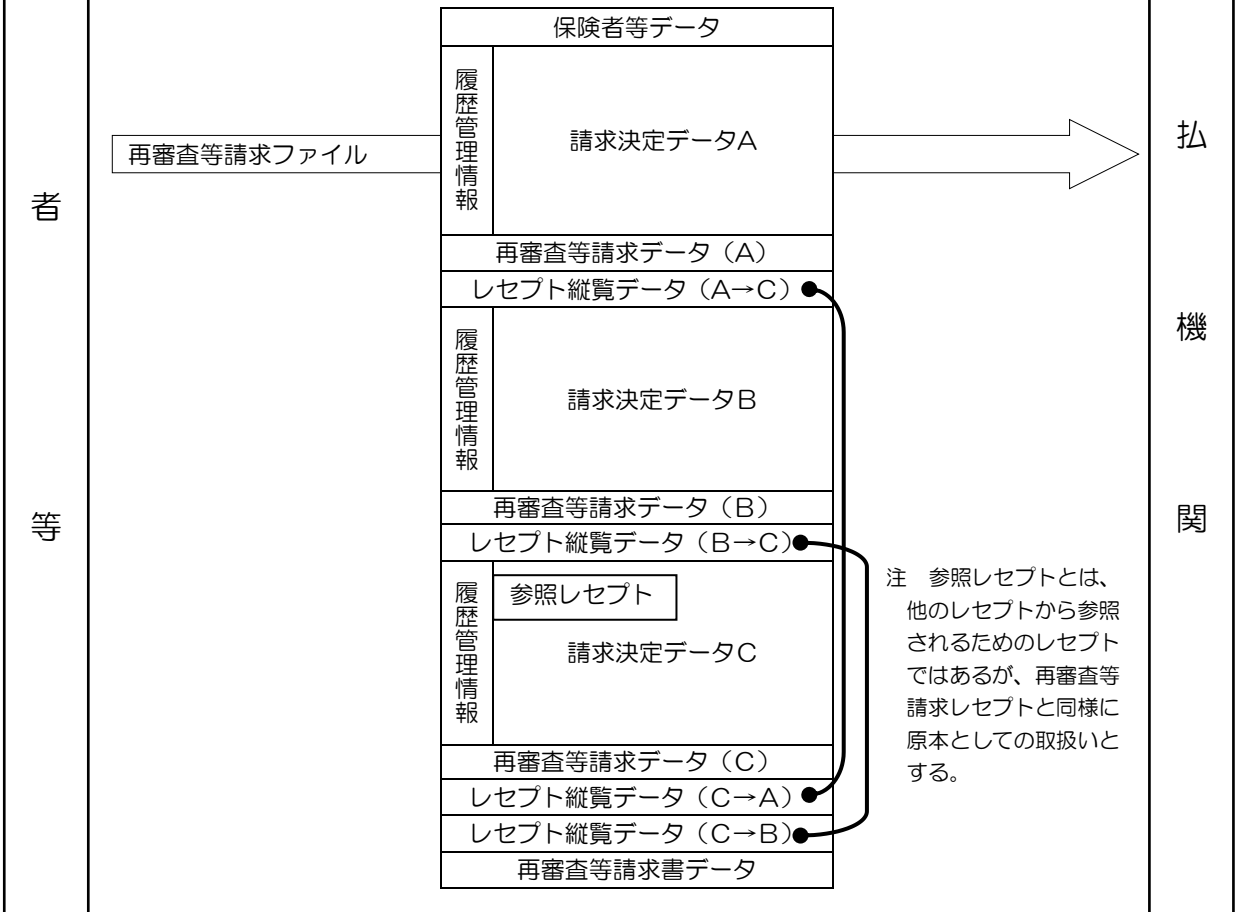 者
等
再審査等請求ファイル
保険者等データ
履歴管理情報
請求決定データA
再審査等請求データ（A）
レセプト縦覧データ（A→C）
履歴管理情報
請求決定データB
再審査等請求データ（B）
レセプト縦覧データ（B→C）
履歴管理情報
参照レセプト
請求決定データC
再審査等請求データ（C）
レセプト縦覧データ（C→A）
レセプト縦覧データ（C→B）
再審査等請求書データ
注　参照レセプトとは、
他のレセプトから参照
されるためのレセプト
ではあるが、再審査等
請求レセプトと同様に
原本としての取扱いと
する。
払
機
関